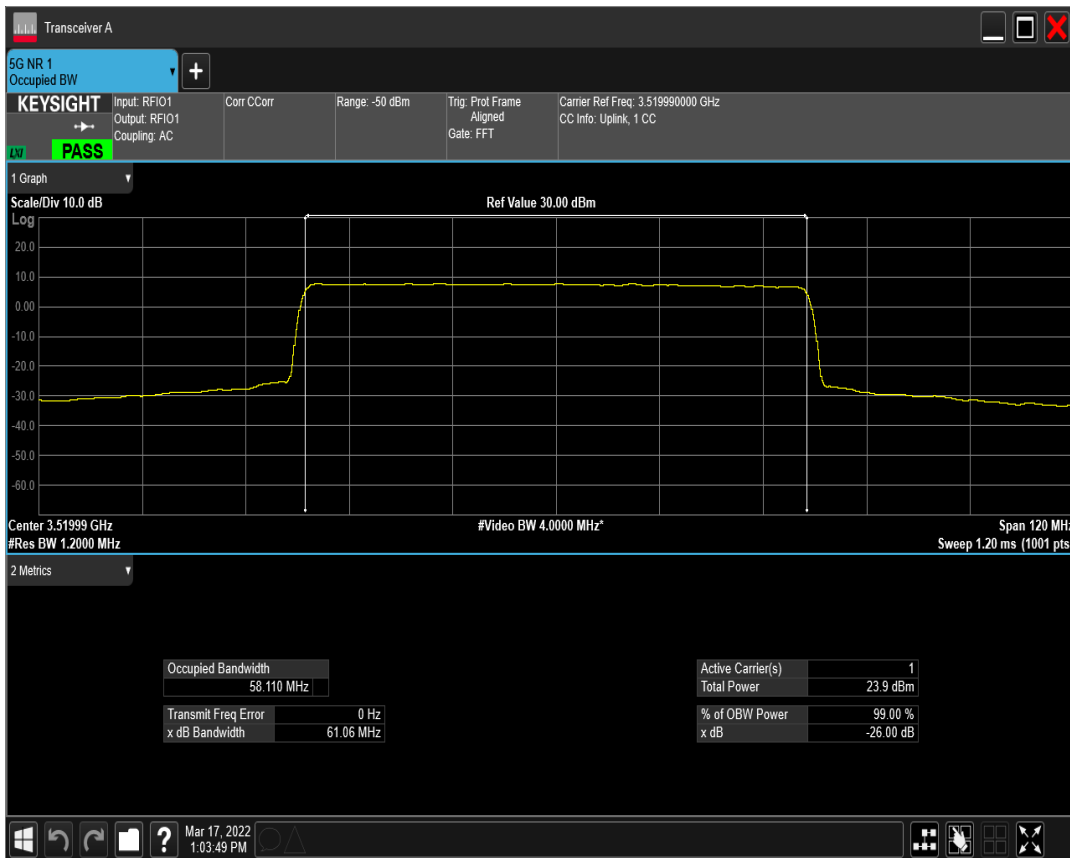 Transceiver A
5G NR 1
Occupied BW
+
KEYSIGHT
LXI
PASS
Input: RFIO1
Output: RFIO1
Coupling: AC
Corr CCorr
Range: -50 dBm
Trig: Prot Frame
Aligned
Gate: FFT
Carrier Ref Freq: 3.519990000 GHz
CC Info: Uplink, 1 CC
1 Graph
Scale/Div 10.0 dB
Ref Value 30.00 dBm
Log
20.0
10.0
0.00
-10.0
-20.0
-30.0
-40.0
-50.0
-60.0
Center 3.51999 GHz
#Video BW 4.0000 MHz*
Span 120 MHz
#Res BW 1.2000 MHz
Sweep 1.20 ms (1001 pts
2 Metrics
Occupied Bandwidth
58.110 MHz
Transmit Freq Error 0 Hz
x dB Bandwidth 61.06 MHz
Active Carrier(s) 1
Total Power 23.9 dBm
% of OBW Power 99.00 %
x dB -26.00 dB
?
Mar 17, 2022
1:03:49 PM